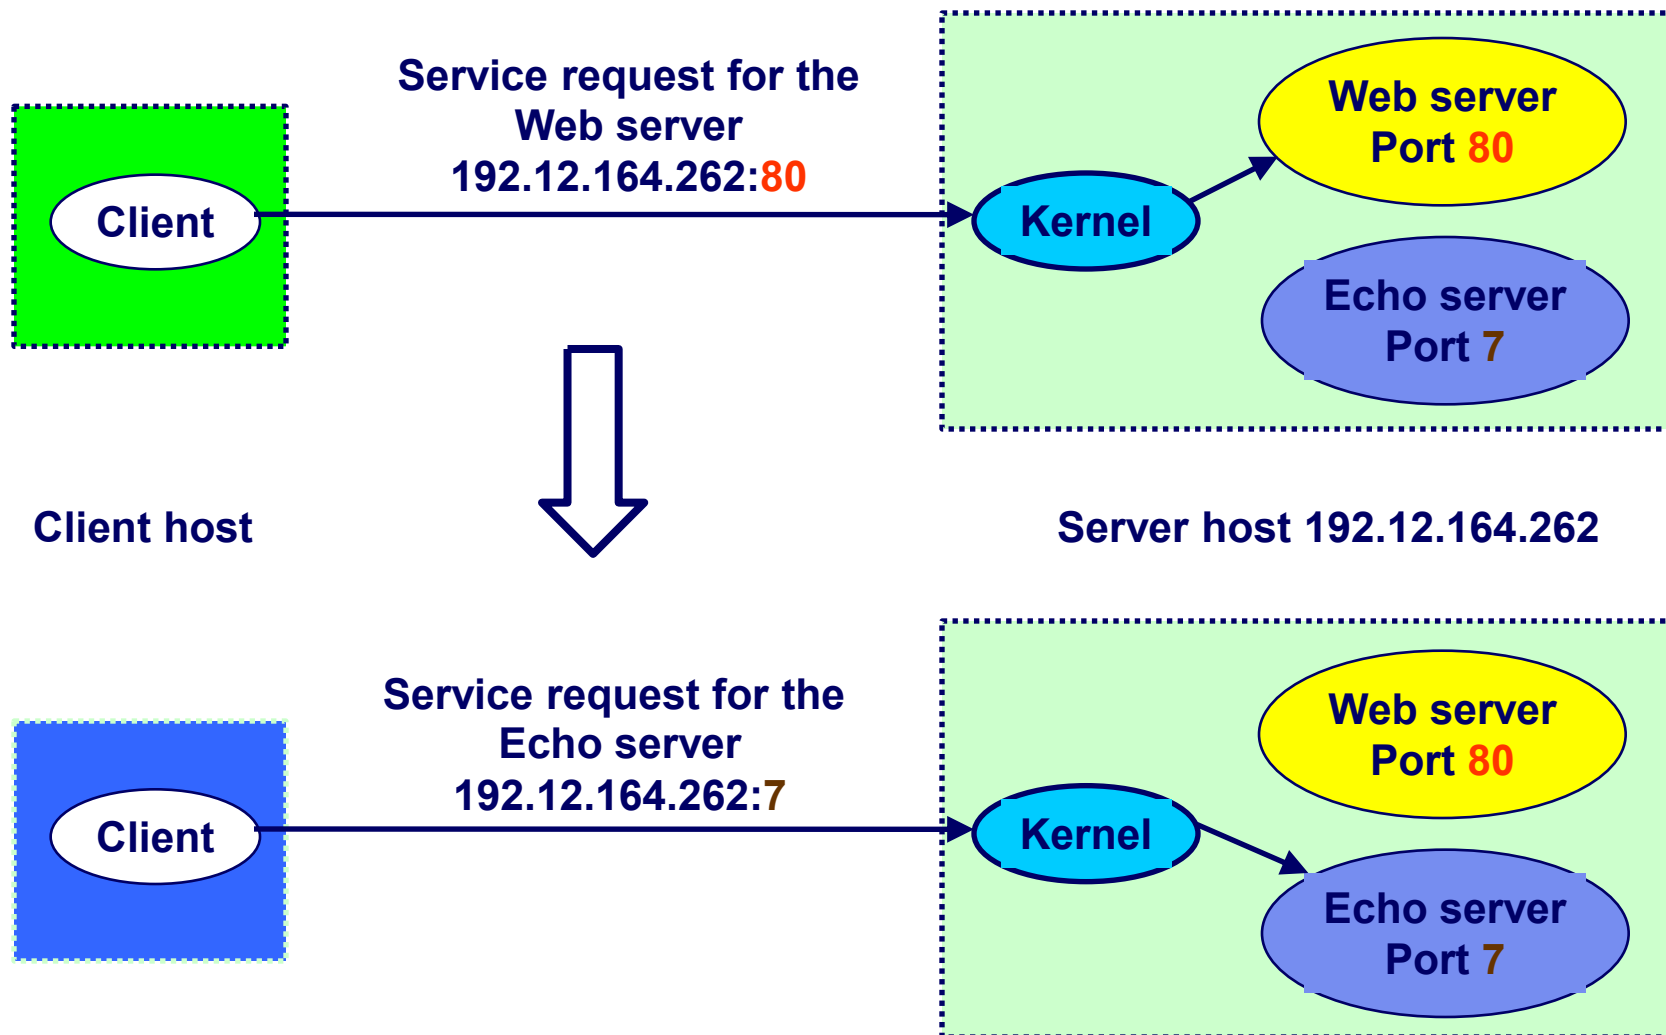 Service request for the
Web server
192.12.164.262:80
Client
Kernel
Web server
Port 80
Echo server
Port 7
Client host
Server host 192.12.164.262
Service request for the
Echo server
192.12.164.262:7
Client
Kernel
Web server
Port 80
Echo server
Port 7